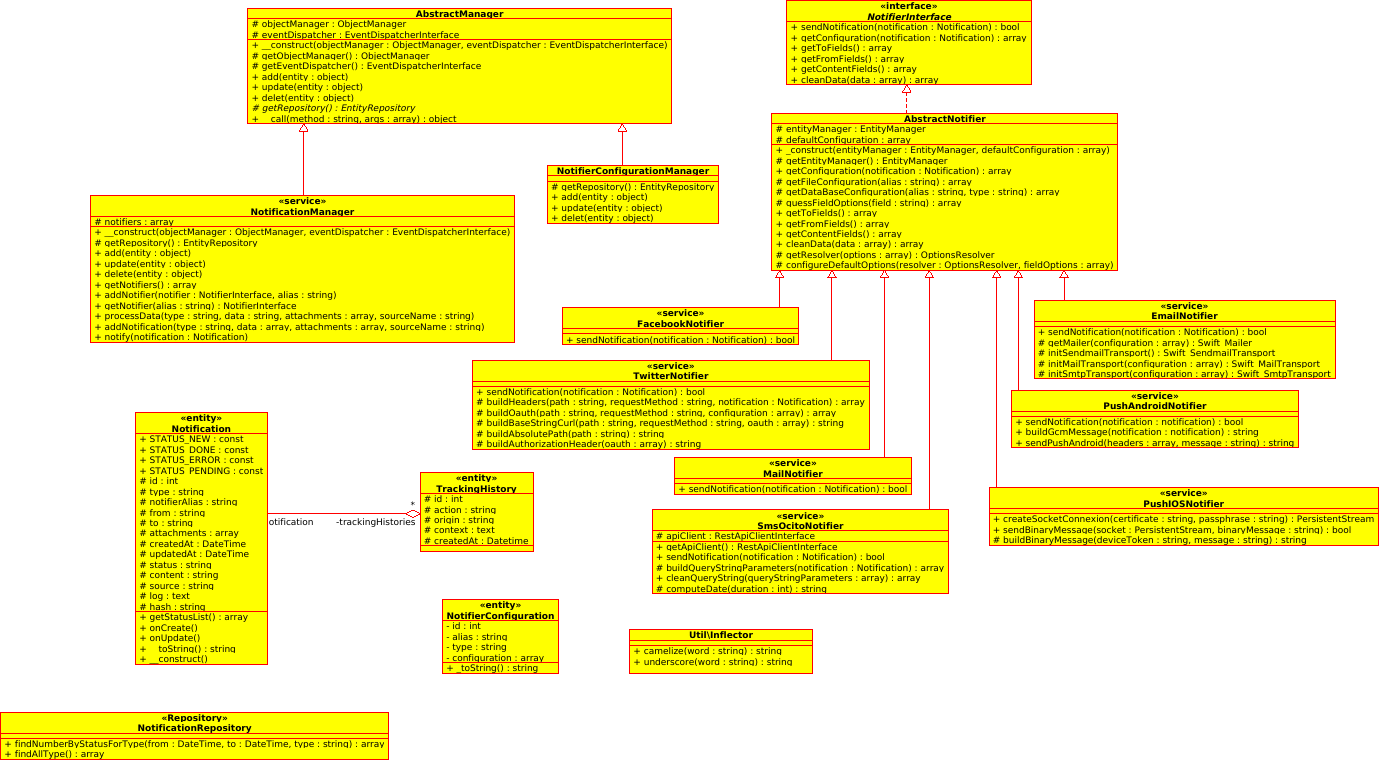 AbstractManager
# objectManager : ObjectManager
# eventDispatcher : EventDispatcherInterface
+ __construct(objectManager : ObjectManager, eventDispatcher : EventDispatcherInterface)
# getObjectManager() : ObjectManager
# getEventDispatcher() : EventDispatcherInterface
+ add(entity : object)
+ update(entity : object)
+ delet(entity : object)
# getRepository() : EntityRepository
+ __call(method : string, args : array) : object
«interface»
NotifierInterface
+ sendNotification(notification : Notification) : bool
+ getConfiguration(notification : Notification) : array
+ getToFields() : array
+ getFromFields() : array
+ getContentFields() : array
+ cleanData(data : array) : array
AbstractNotifier
# entityManager : EntityManager
# defaultConfiguration : array
+ _construct(entityManager : EntityManager, defaultConfiguration : array)
# getEntityManager() : EntityManager
+ getConfiguration(notification : Notification) : array
# getFileConfiguration(alias : string) : array
# getDataBaseConfiguration(alias : string, type : string) : array
# guessFieldOptions(field : string) : array
+ getToFields() : array
+ getFromFields() : array
+ getContentFields() : array
+ cleanData(data : array) : array
# getResolver(options : array) : OptionsResolver
# configureDefaultOptions(resolver : OptionsResolver, fieldOptions : array)
NotifierConfigurationManager
# getRepository() : EntityRepository
+ add(entity : object)
+ update(entity : object)
+ delet(entity : object)
«service»
NotificationManager
# notifiers : array
+ __construct(objectManager : ObjectManager, eventDispatcher : EventDispatcherInterface)
# getRepository() : EntityRepository
+ add(entity : object)
+ update(entity : object)
+ delete(entity : object)
+ getNotifiers() : array
+ addNotifier(notifier : NotifierInterface, alias : string)
+ getNotifier(alias : string) : NotifierInterface
+ processData(type : string, data : string, attachments : array, sourceName : string)
+ addNotification(type : string, data : array, attachments : array, sourceName : string)
+ notify(notification : Notification)
«service»
FacebookNotifier
+ sendNotification(notification : Notification) : bool
«service»
EmailNotifier
+ sendNotification(notification : Notification) : bool
# getMailer(configuration : array) : Swift_Mailer
# initSendmailTransport() : Swift_SendmailTransport
# initMailTransport(configuration : array) : Swift_MailTransport
# initSmtpTransport(configuration : array) : Swift_SmtpTransport
«service»
TwitterNotifier
+ sendNotification(notification : Notification) : bool
# buildHeaders(path : string, requestMethod : string, notification : Notification) : array
# buildOauth(path : string, requestMethod : string, configuration : array) : array
# buildBaseStringCurl(path : string, requestMethod : string, oauth : array) : string
# buildAbsolutePath(path : string) : string
# buildAuthorizationHeader(oauth : array) : string
«service»
PushAndroidNotifier
+ sendNotification(notification : Notification) : bool
+ buildGcmMessage(notification : notification) : string
+ sendPushAndroid(headers : array, message : string) : string
«service»
MailNotifier
+ sendNotification(notification : Notification) : bool
«service»
PushIOSNotifier
+ createSocketConnexion(certificate : string, passphrase : string) : PersistentStream
+ sendBinaryMessage(socket : PersistentStream, binaryMessage : string) : bool
# buildBinaryMessage(deviceToken : string, message : string) : string
«service»
SmsOcitoNotifier
# apiClient : RestApiClientInterface
+ getApiClient() : RestApiClientInterface
+ sendNotification(notification : Notification) : bool
# buildQueryStringParameters(notification : Notification) : array
+ cleanQueryString(queryStringParameters : array) : array
# computeDate(duration : int) : string
«entity»
Notification
+ STATUS_NEW : const
+ STATUS_DONE : const
+ STATUS_ERROR : const
+ STATUS_PENDING : const
# id : int
# type : string
# notifierAlias : string
# from : string
# to : string
# attachments : array
# createdAt : DateTime
# updatedAt : DateTime
# status : string
# content : string
# source : string
# log : text
# hash : string
+ getStatusList() : array
+ onCreate()
+ onUpdate()
+ __toString() : string
+ __construct()
otification
-trackingHistories
*
«entity»
TrackingHistory
# id : int
# action : string
# origin : string
# context : text
# createdAt : Datetime
«entity»
NotifierConfiguration
- id : int
- alias : string
- type : string
- configuration : array
+ _toString() : string
Util\Inflector
+ camelize(word : string) : string
+ underscore(word : string) : string
«Repository»
NotificationRepository
+ findNumberByStatusForType(from : DateTime, to : DateTime, type : string) : array
+ findAllType() : array